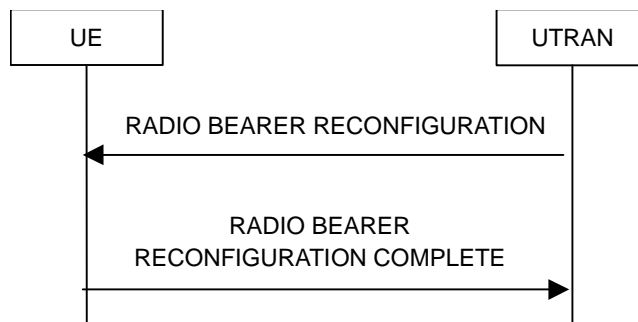 UE
UTRAN
RADIO BEARER RECONFIGURATION
RADIO BEARER
RECONFIGURATION COMPLETE